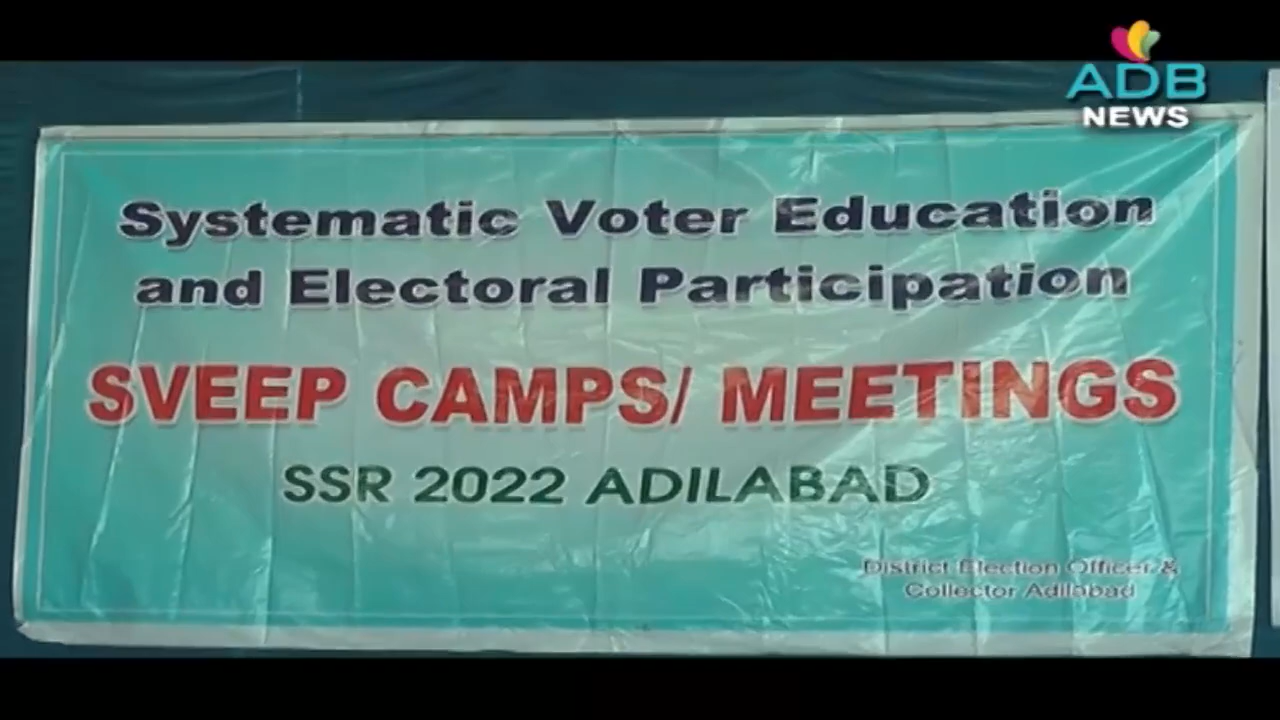 ADB
NEWS
Systematic Voter Education
and Electoral Participation
SVEEP CAMPS/ MEETINGS
SSR 2022 ADILABAD
District Election Officer &
Collector Adilabad